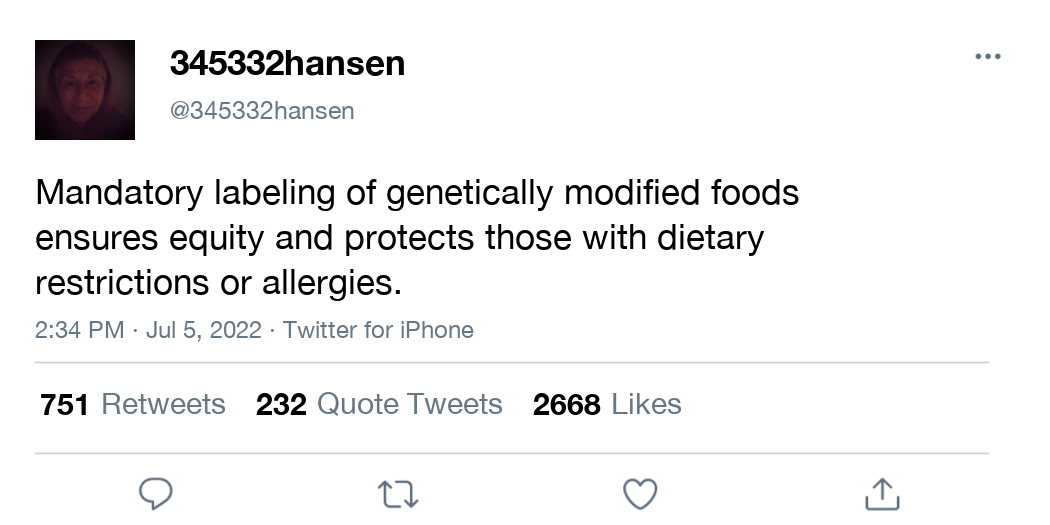 345332hansen
@345332hansen
Mandatory labeling of genetically modified foods
ensures equity and protects those with dietary
restrictions or allergies.
2:34 PM · Jul 5, 2022 · Twitter for iPhone
751 Retweets 232 Quote Tweets 2668 Likes